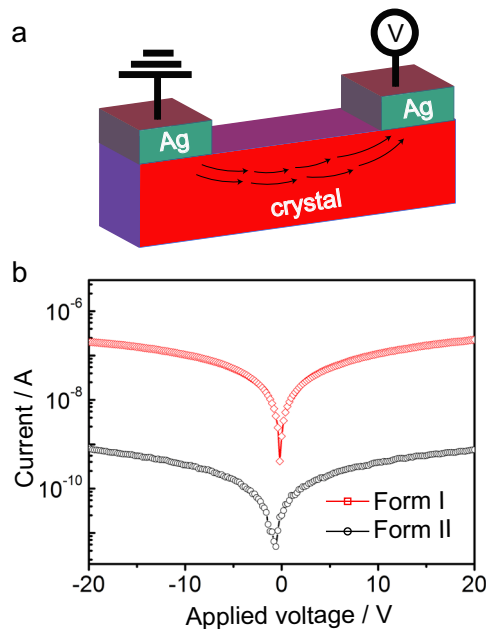 a
V
Ag
Ag
crystal
b
Current / A
10⁻⁶
10⁻⁸
10⁻¹⁰
Form I
Form II
-20
-10
0
10
20
Applied voltage / V